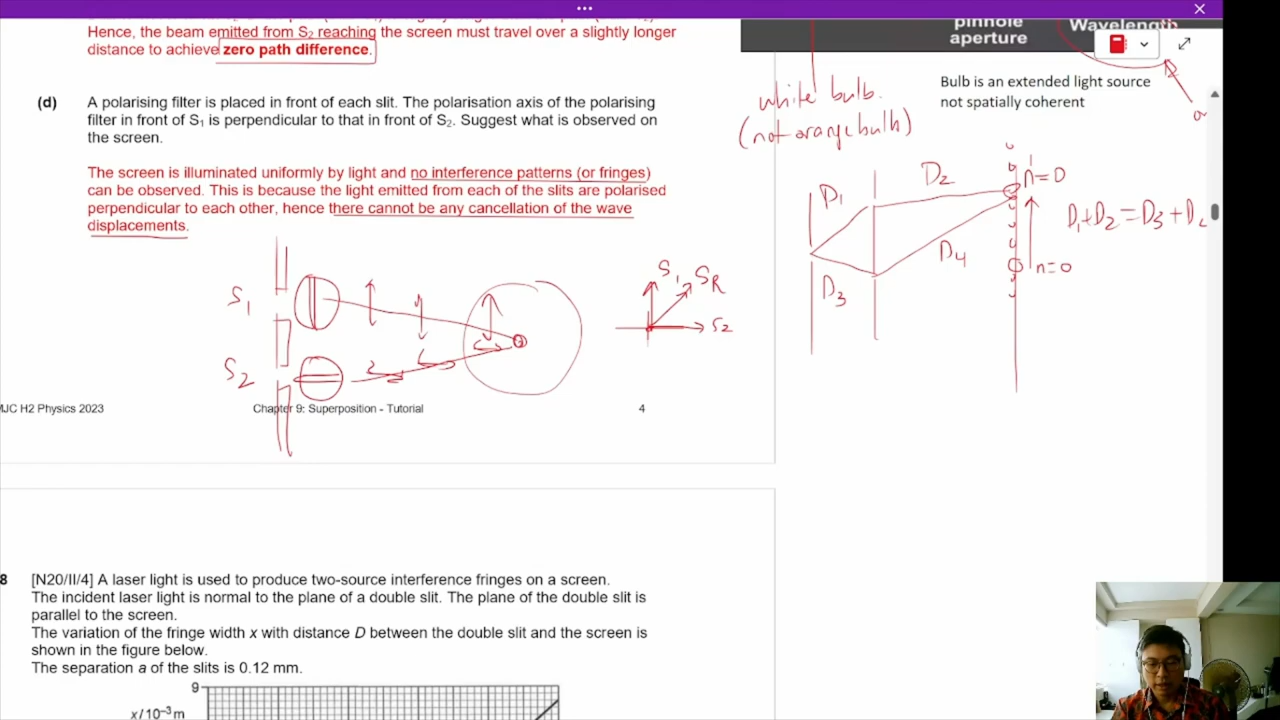 Hence, the beam emitted from S2 reaching the screen must travel over a slightly longer
distance to achieve zero path difference.
(d) A polarising filter is placed in front of each slit. The polarisation axis of the polarising
filter in front of S1 is perpendicular to that in front of S2. Suggest what is observed on
the screen.
The screen is illuminated uniformly by light and no interference patterns (or fringes)
can be observed. This is because the light emitted from each of the slits are polarised
perpendicular to each other, hence there cannot be any cancellation of the wave
displacements.
S1
S2
S1
SR
S2
MJC H2 Physics 2023 Chapter 9: Superposition - Tutorial 4
8 [N20/II/4] A laser light is used to produce two-source interference fringes on a screen.
The incident laser light is normal to the plane of a double slit. The plane of the double slit is
parallel to the screen.
The variation of the fringe width x with distance D between the double slit and the screen is
shown in the figure below.
The separation a of the slits is 0.12 mm.
9
x/10⁻³m
pinhole
aperture
Wavelength
Bulb is an extended light source
not spatially coherent
white bulb.
(not orange bulb)
D1
D2
D3
D4
n=0
n=0
D1+D2=D3+D